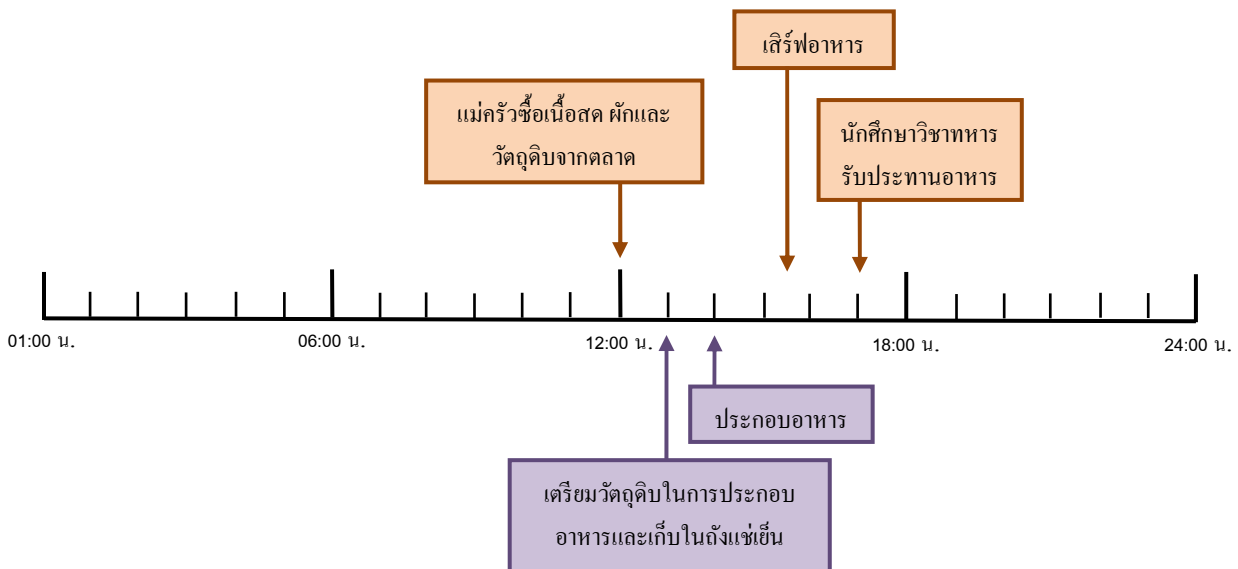 เสิร์ฟอาหาร
แม่ครัวซื้อเนื้อสด ผักและ
วัตถุดิบจากตลาด
นักศึกษาวิชาทหาร
รับประทานอาหาร
01:00 น.
06:00 น.
12:00 น.
18:00 น.
24:00 น.
ประกอบอาหาร
เตรียมวัตถุดิบในการประกอบ
อาหารและเก็บในถังแช่เย็น